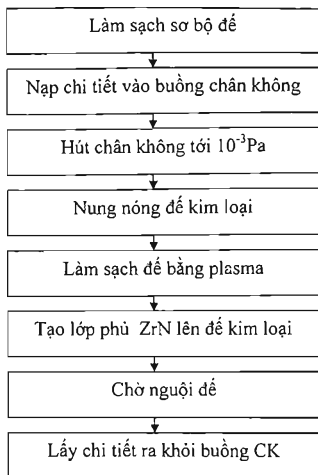 Làm sạch sơ bộ đế
Nạp chi tiết vào buồng chân không
Hút chân không tới 10⁻³Pa
Nung nóng đế kim loại
Làm sạch đế bằng plasma
Tạo lớp phủ ZrN lên đế kim loại
Chờ nguội đế
Lấy chi tiết ra khỏi buồng CK